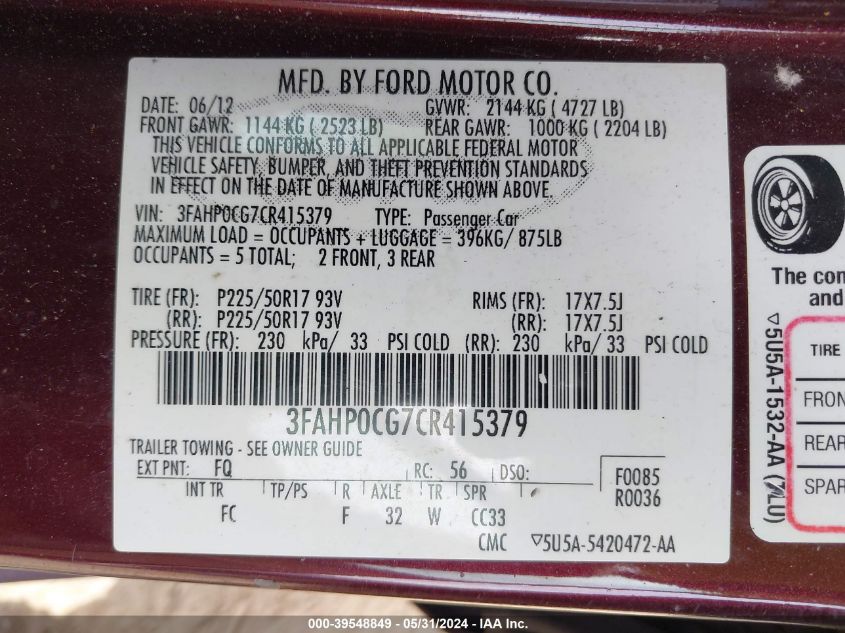 MFD. BY FORD MOTOR CO.
DATE: 06/12 GVWR: 2144 KG ( 4727 LB)
FRONT GAWR: 1144 KG ( 2523 LB) REAR GAWR: 1000 KG ( 2204 LB)
THIS VEHICLE CONFORMS TO ALL APPLICABLE FEDERAL MOTOR
VEHICLE SAFETY, BUMPER, AND THEFT PREVENTION STANDARDS
IN EFFECT ON THE DATE OF MANUFACTURE SHOWN ABOVE.
VIN: 3FAHP0CG7CR415379 TYPE: Passenger Car
MAXIMUM LOAD = OCCUPANTS + LUGGAGE = 396KG/ 875LB
OCCUPANTS = 5 TOTAL; 2 FRONT, 3 REAR
TIRE (FR): P225/50R17 93V RIMS (FR): 17X7.5J
(RR): P225/50R17 93V (RR): 17X7.5J
PRESSURE (FR): 230 kPa/ 33 PSI COLD (RR): 230 kPa/ 33 PSI COLD
3FAHP0CG7CR415379
TRAILER TOWING - SEE OWNER GUIDE
EXT PNT: FQ RC: 56 DSO: F0085
R0036
INT TR TP/PS R AXLE TR SPR
FC F 32 W CC33
CMC ▽5U5A-5420472-AA
The con
and
▽5U5A-1532-AA (7LU)
TIRE
FRON
REAR
SPAR
000-39548849 - 05/31/2024 - IAA Inc.